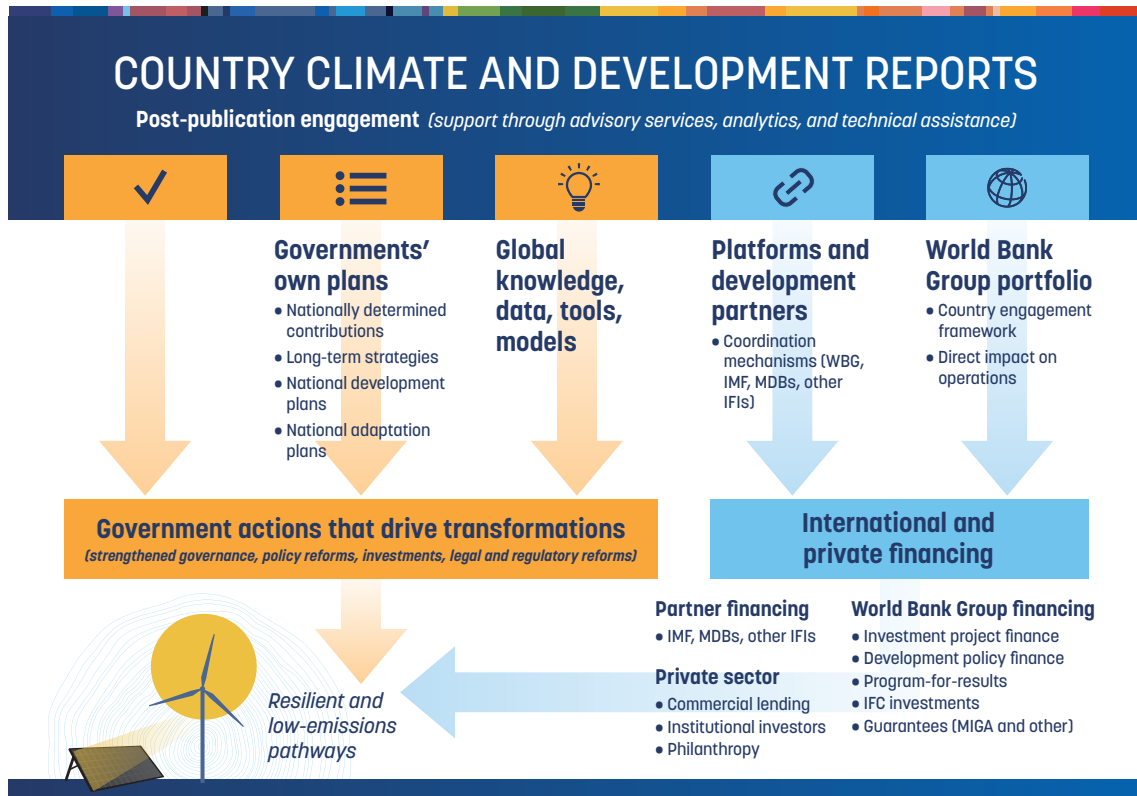 COUNTRY CLIMATE AND DEVELOPMENT REPORTS
Post-publication engagement (support through advisory services, analytics, and technical assistance)
Governments’
own plans
• Nationally determined
contributions
• Long-term strategies
• National development
plans
• National adaptation
plans
Global
knowledge,
data, tools,
models
Platforms and
development
partners
• Coordination
mechanisms (WBG,
IMF, MDBs, other
IFIs)
World Bank
Group portfolio
• Country engagement
framework
• Direct impact on
operations
Government actions that drive transformations
(strengthened governance, policy reforms, investments, legal and regulatory reforms)
International and
private financing
Partner financing
• IMF, MDBs, other IFIs
Private sector
• Commercial lending
• Institutional investors
• Philanthropy
World Bank Group financing
• Investment project finance
• Development policy finance
• Program-for-results
• IFC investments
• Guarantees (MIGA and other)
Resilient and
low-emissions
pathways